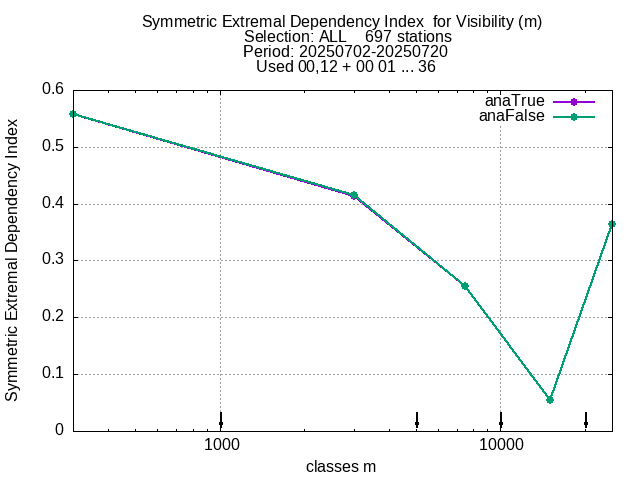 Symmetric Extremal Dependency Index  for Visibility (m)
Selection: ALL    697 stations
Period: 20250702-20250720
Used 00,12 + 00 01 ... 36
anaTrue
anaFalse
Symmetric Extremal Dependency Index
0.6
0.5
0.4
0.3
0.2
0.1
0
1000
10000
classes m